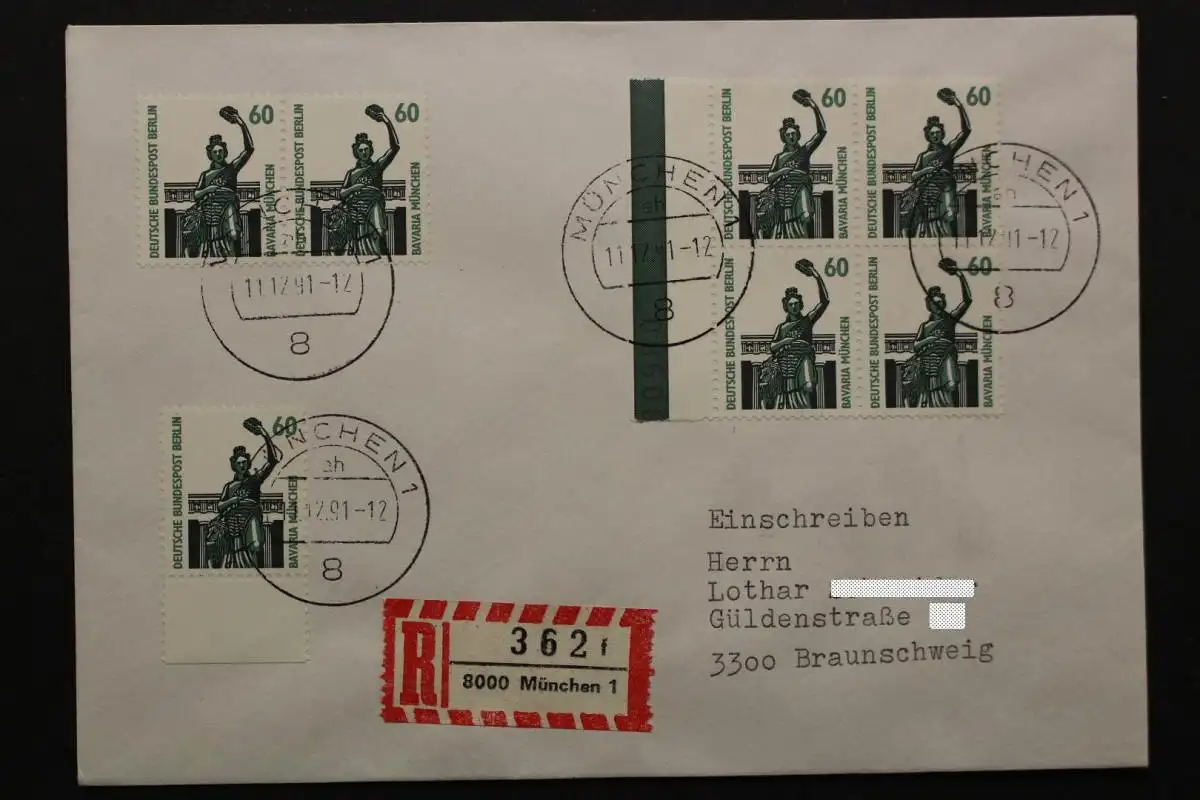 60
DEUTSCHE BUNDESPOST BERLIN
BAVARIA MÜNCHEN
60
DEUTSCHE BUNDESPOST BERLIN
BAVARIA MÜNCHEN
11.12.91-12
8
60
DEUTSCHE BUNDESPOST BERLIN
BAVARIA MÜNCHEN
60
DEUTSCHE BUNDESPOST BERLIN
BAVARIA MÜNCHEN
60
DEUTSCHE BUNDESPOST BERLIN
BAVARIA MÜNCHEN
60
DEUTSCHE BUNDESPOST BERLIN
BAVARIA MÜNCHEN
MÜNCHEN 1
ah
11.12.91-12
8
NCHEN 1
11.12.91-12
8
60
DEUTSCHE BUNDESPOST BERLIN
BAVARIA MÜNCHEN
ÜNCHEN 1
ah
12.91-12
8
R
362 f
8000 München 1
Einschreiben
Herrn
Lothar
Güldenstraße
3300 Braunschweig